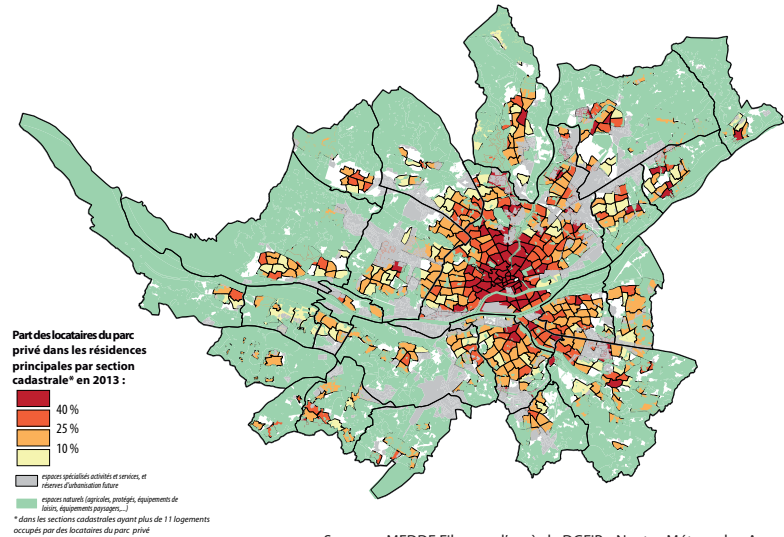 Part des locataires du parc
privé dans les résidences
principales par section
cadastrale* en 2013 :
40 %
25 %
10 %
espaces spécialisés activités et services, et
réserves d'urbanisation future
espaces naturels (agricoles, protégés, équipements de
loisirs, équipements paysagers,...)
* dans les sections cadastrales ayant plus de 11 logements
occupés par des locataires du parc privé